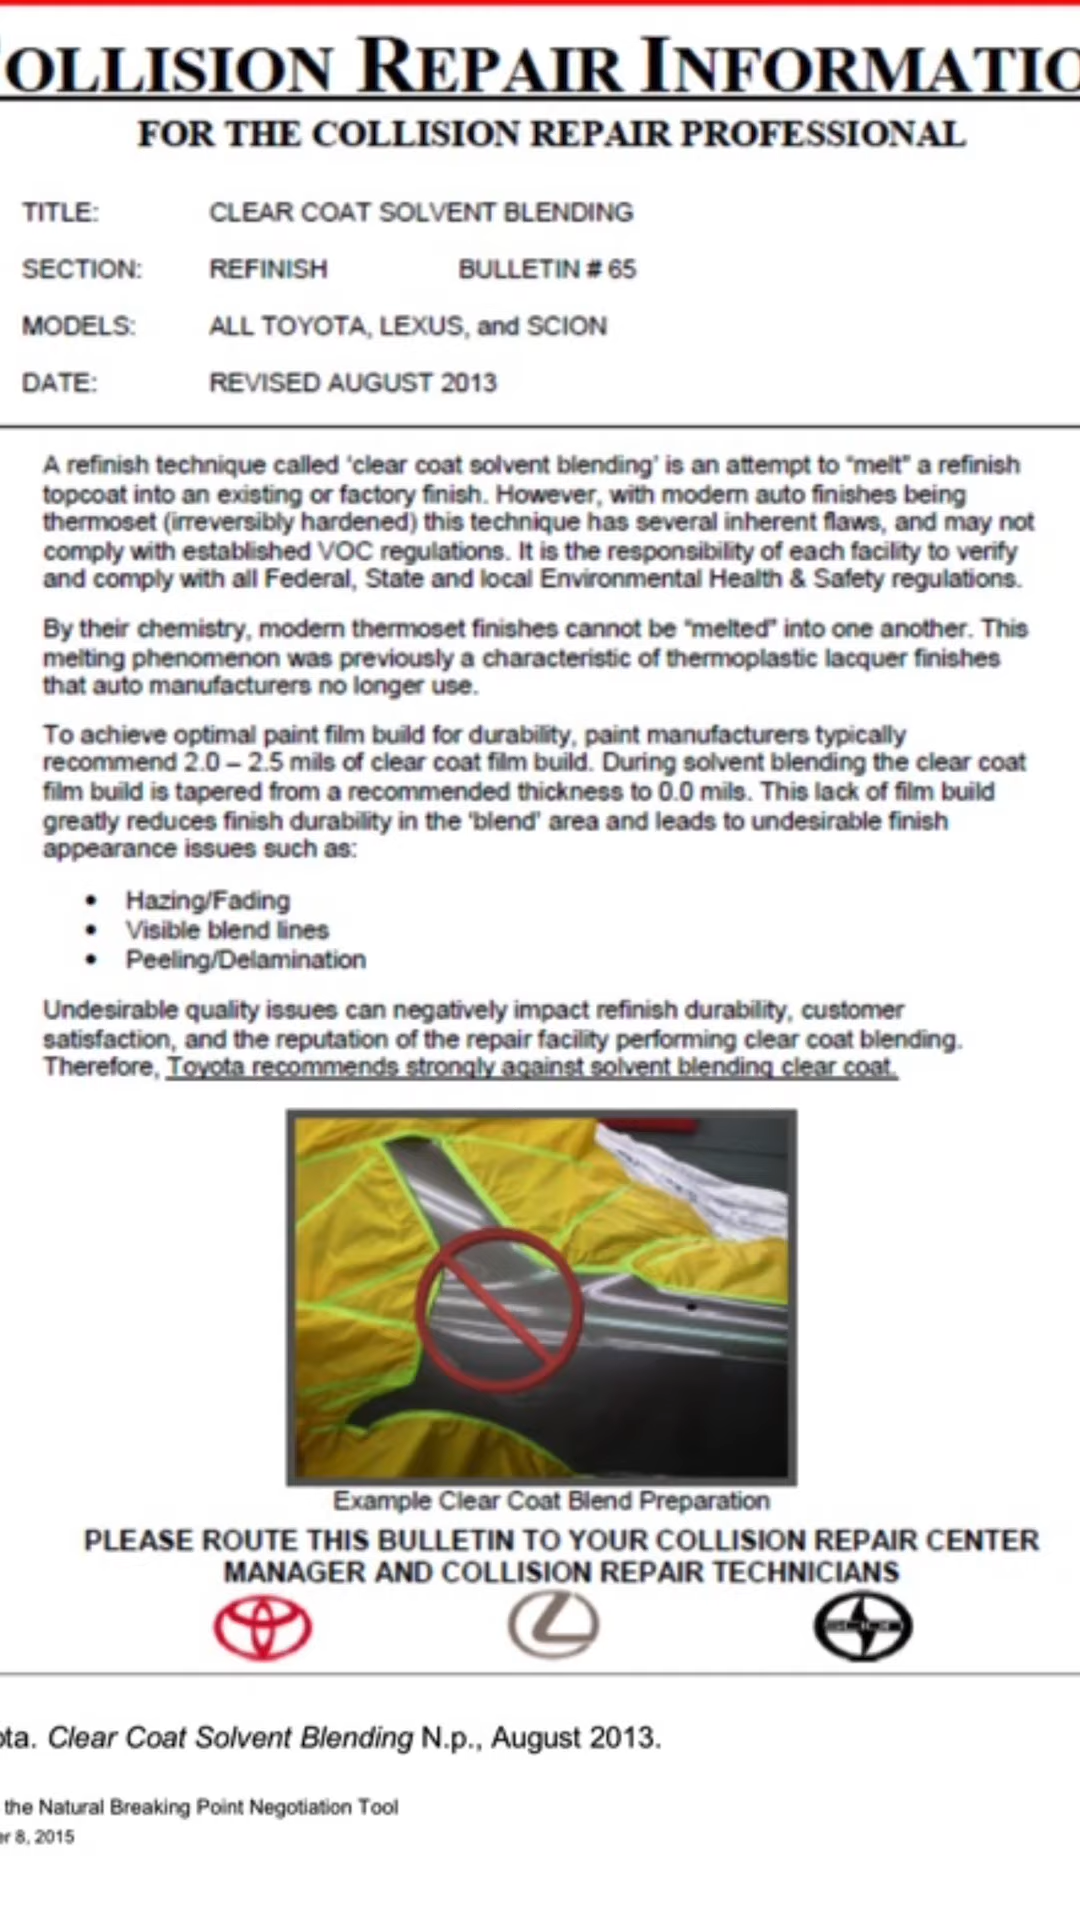 OLLISION REPAIR INFORMATIO
FOR THE COLLISION REPAIR PROFESSIONAL
TITLE: CLEAR COAT SOLVENT BLENDING
SECTION: REFINISH BULLETIN # 65
MODELS: ALL TOYOTA, LEXUS, and SCION
DATE: REVISED AUGUST 2013
A refinish technique called 'clear coat solvent blending' is an attempt to "melt" a refinish
topcoat into an existing or factory finish. However, with modern auto finishes being
thermoset (irreversibly hardened) this technique has several inherent flaws, and may not
comply with established VOC regulations. It is the responsibility of each facility to verify
and comply with all Federal, State and local Environmental Health & Safety regulations.
By their chemistry, modern thermoset finishes cannot be "melted" into one another. This
melting phenomenon was previously a characteristic of thermoplastic lacquer finishes
that auto manufacturers no longer use.
To achieve optimal paint film build for durability, paint manufacturers typically
recommend 2.0 – 2.5 mils of clear coat film build. During solvent blending the clear coat
film build is tapered from a recommended thickness to 0.0 mils. This lack of film build
greatly reduces finish durability in the 'blend' area and leads to undesirable finish
appearance issues such as:
• Hazing/Fading
• Visible blend lines
• Peeling/Delamination
Undesirable quality issues can negatively impact refinish durability, customer
satisfaction, and the reputation of the repair facility performing clear coat blending.
Therefore, Toyota recommends strongly against solvent blending clear coat.
Example Clear Coat Blend Preparation
PLEASE ROUTE THIS BULLETIN TO YOUR COLLISION REPAIR CENTER
MANAGER AND COLLISION REPAIR TECHNICIANS
SCION
ota. Clear Coat Solvent Blending N.p., August 2013.
the Natural Breaking Point Negotiation Tool
er 8, 2015